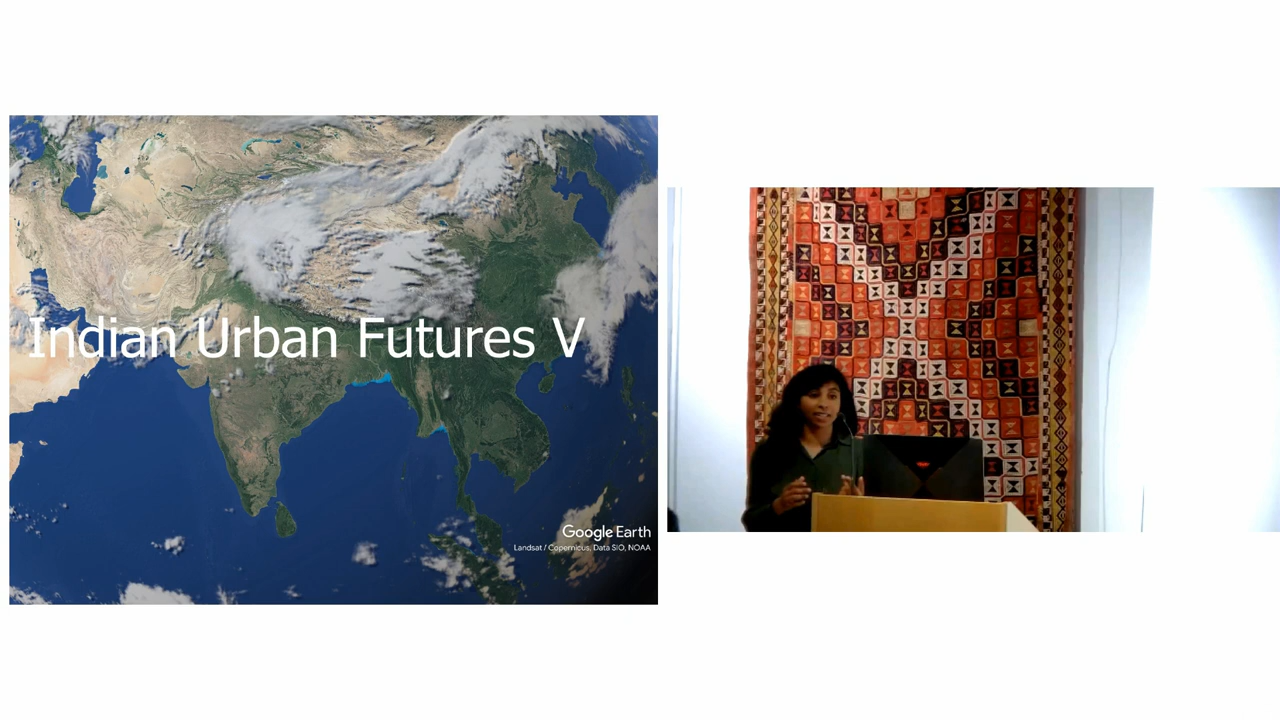 Indian Urban Futures V
Google Earth
Landsat / Copernicus, Data SIO, NOAA